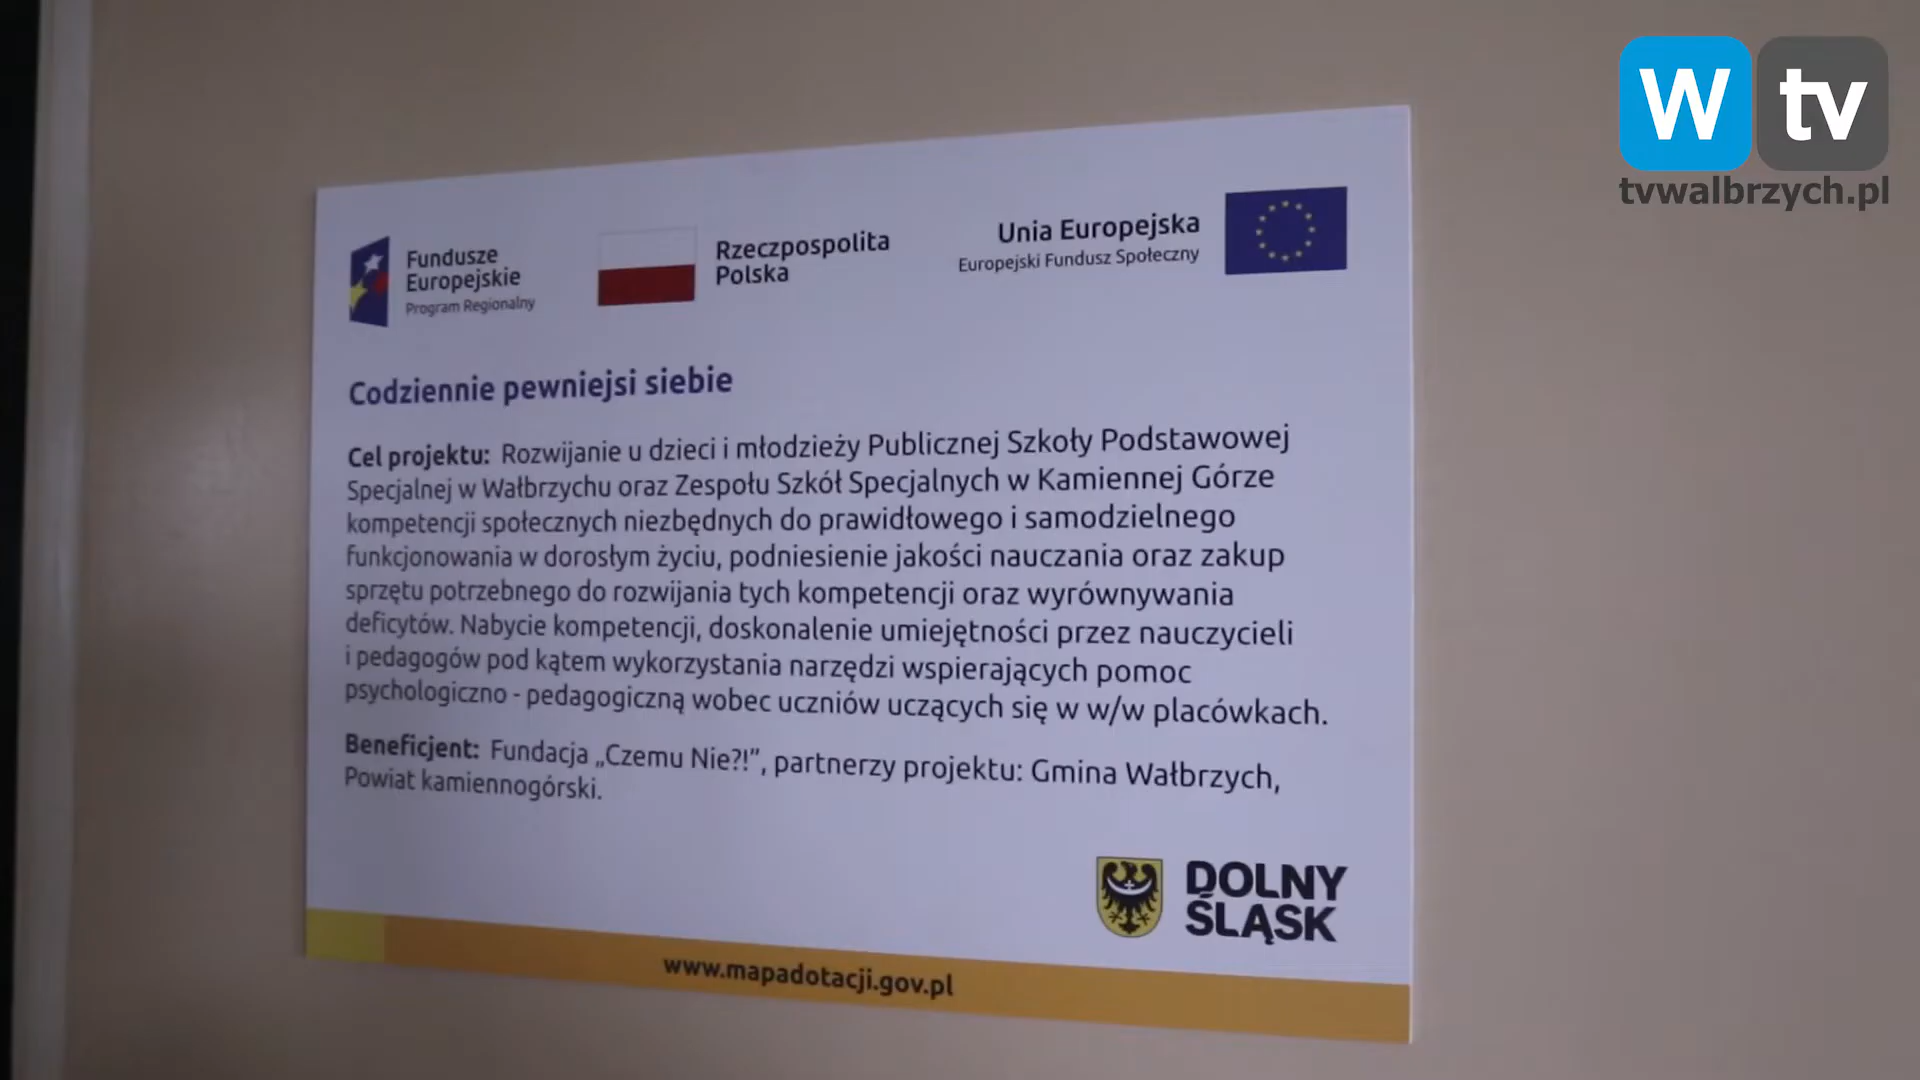 W tv
tvwalbrzych.pl
Fundusze
Europejskie
Program Regionalny
Rzeczpospolita
Polska
Unia Europejska
Europejski Fundusz Społeczny
Codziennie pewniejsi siebie
Cel projektu: Rozwijanie u dzieci i młodzieży Publicznej Szkoły Podstawowej
Specjalnej w Wałbrzychu oraz Zespołu Szkół Specjalnych w Kamiennej Górze
kompetencji społecznych niezbędnych do prawidłowego i samodzielnego
funkcjonowania w dorosłym życiu, podniesienie jakości nauczania oraz zakup
sprzętu potrzebnego do rozwijania tych kompetencji oraz wyrównywania
deficytów. Nabycie kompetencji, doskonalenie umiejętności przez nauczycieli
i pedagogów pod kątem wykorzystania narzędzi wspierających pomoc
psychologiczno - pedagogiczną wobec uczniów uczących się w w/w placówkach.
Beneficjent: Fundacja „Czemu Nie?!”, partnerzy projektu: Gmina Wałbrzych,
Powiat kamiennogórski.
DOLNY
ŚLĄSK
www.mapadotacji.gov.pl